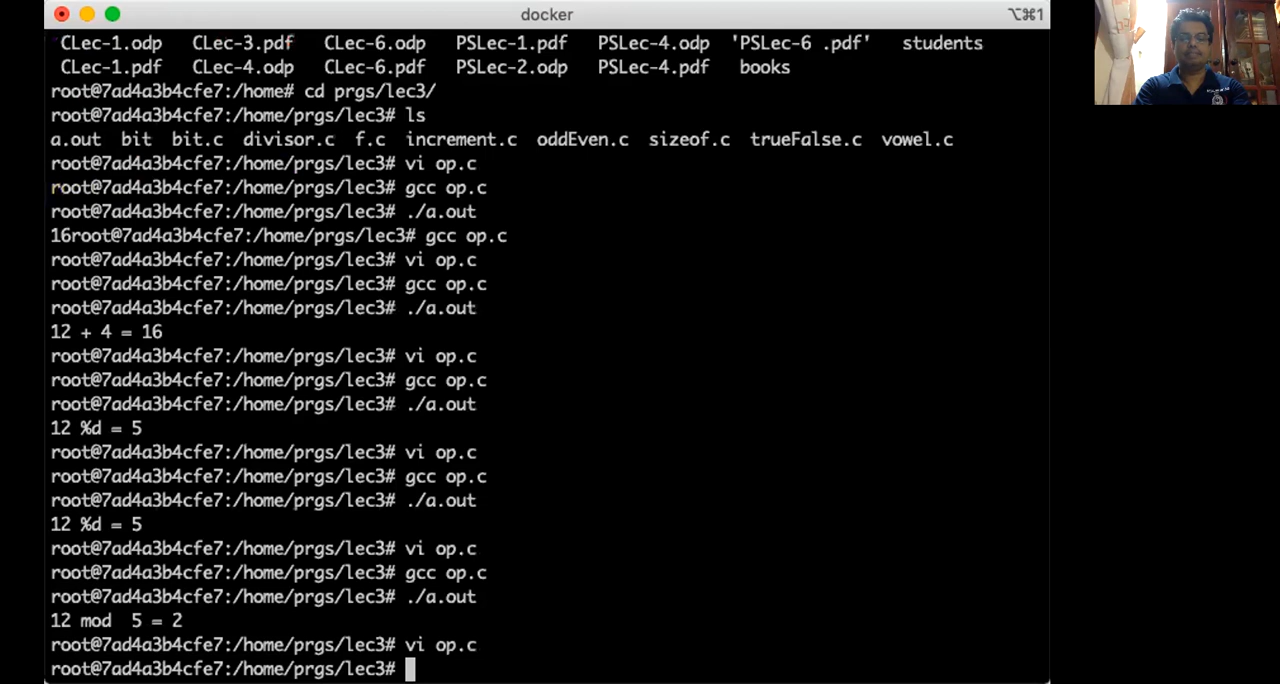 docker
⌥⌘1
CLec-1.odp CLec-3.pdf CLec-6.odp PSLec-1.pdf PSLec-4.odp 'PSLec-6 .pdf' students
CLec-1.pdf CLec-4.odp CLec-6.pdf PSLec-2.odp PSLec-4.pdf books
root@7ad4a3b4cfe7:/home# cd prgs/lec3/
root@7ad4a3b4cfe7:/home/prgs/lec3# ls
a.out bit bit.c divisor.c f.c increment.c oddEven.c sizeof.c trueFalse.c vowel.c
root@7ad4a3b4cfe7:/home/prgs/lec3# vi op.c
root@7ad4a3b4cfe7:/home/prgs/lec3# gcc op.c
root@7ad4a3b4cfe7:/home/prgs/lec3# ./a.out
16root@7ad4a3b4cfe7:/home/prgs/lec3# gcc op.c
root@7ad4a3b4cfe7:/home/prgs/lec3# vi op.c
root@7ad4a3b4cfe7:/home/prgs/lec3# gcc op.c
root@7ad4a3b4cfe7:/home/prgs/lec3# ./a.out
12 + 4 = 16
root@7ad4a3b4cfe7:/home/prgs/lec3# vi op.c
root@7ad4a3b4cfe7:/home/prgs/lec3# gcc op.c
root@7ad4a3b4cfe7:/home/prgs/lec3# ./a.out
12 %d = 5
root@7ad4a3b4cfe7:/home/prgs/lec3# vi op.c
root@7ad4a3b4cfe7:/home/prgs/lec3# gcc op.c
root@7ad4a3b4cfe7:/home/prgs/lec3# ./a.out
12 %d = 5
root@7ad4a3b4cfe7:/home/prgs/lec3# vi op.c
root@7ad4a3b4cfe7:/home/prgs/lec3# gcc op.c
root@7ad4a3b4cfe7:/home/prgs/lec3# ./a.out
12 mod  5 = 2
root@7ad4a3b4cfe7:/home/prgs/lec3# vi op.c
root@7ad4a3b4cfe7:/home/prgs/lec3#